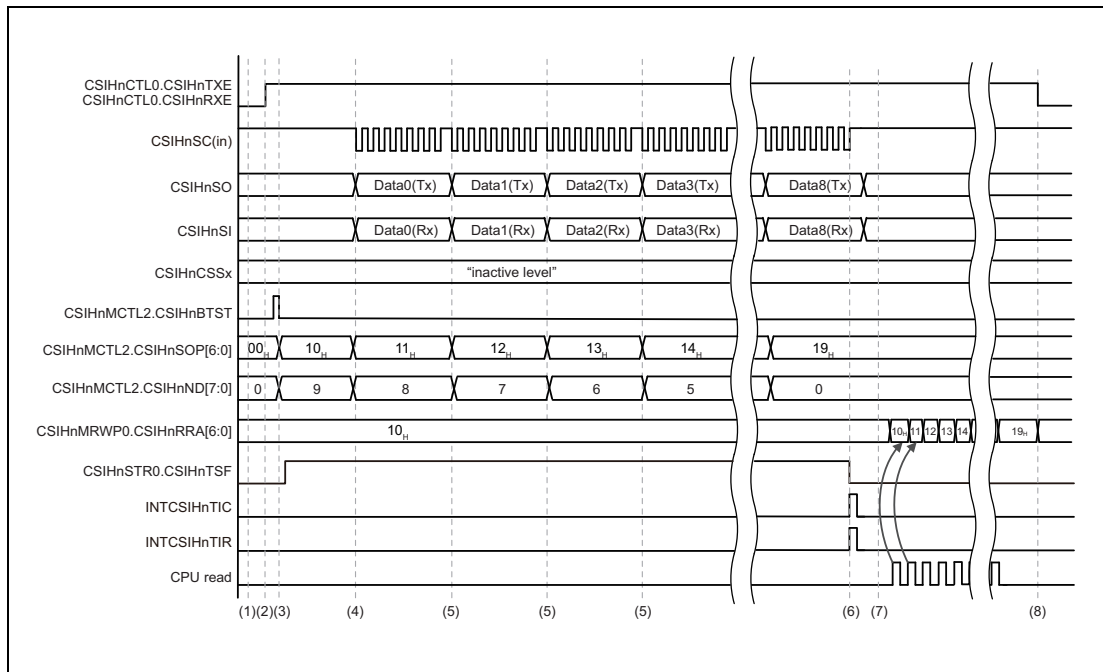 CSIHnCTL0.CSIHnTXE
CSIHnCTL0.CSIHnRXE
CSIHnSC(in)
CSIHnSO Data0(Tx) Data1(Tx) Data2(Tx) Data3(Tx) Data8(Tx)
CSIHnSI Data0(Rx) Data1(Rx) Data2(Rx) Data3(Rx) Data8(Rx)
CSIHnCSSx “inactive level”
CSIHnMCTL2.CSIHnBTST
CSIHnMCTL2.CSIHnSOP[6:0] 00H 10H 11H 12H 13H 14H 19H
CSIHnMCTL2.CSIHnND[7:0] 0 9 8 7 6 5 0
CSIHnMRWP0.CSIHnRRA[6:0] 10H 10H 11 12 13 14 19H
CSIHnSTR0.CSIHnTSF
INTCSIHnTIC
INTCSIHnTIR
CPU read
(1) (2) (3) (4) (5) (5) (5) (5) (6) (7) (8)